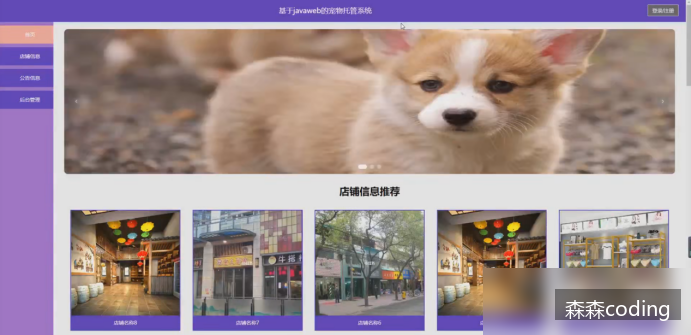 基于javaweb的宠物托管系统
登录/注册
首页
店铺信息
公告信息
后台管理
店铺信息推荐
店铺名称8
店铺名称7
店铺名称6
森森coding